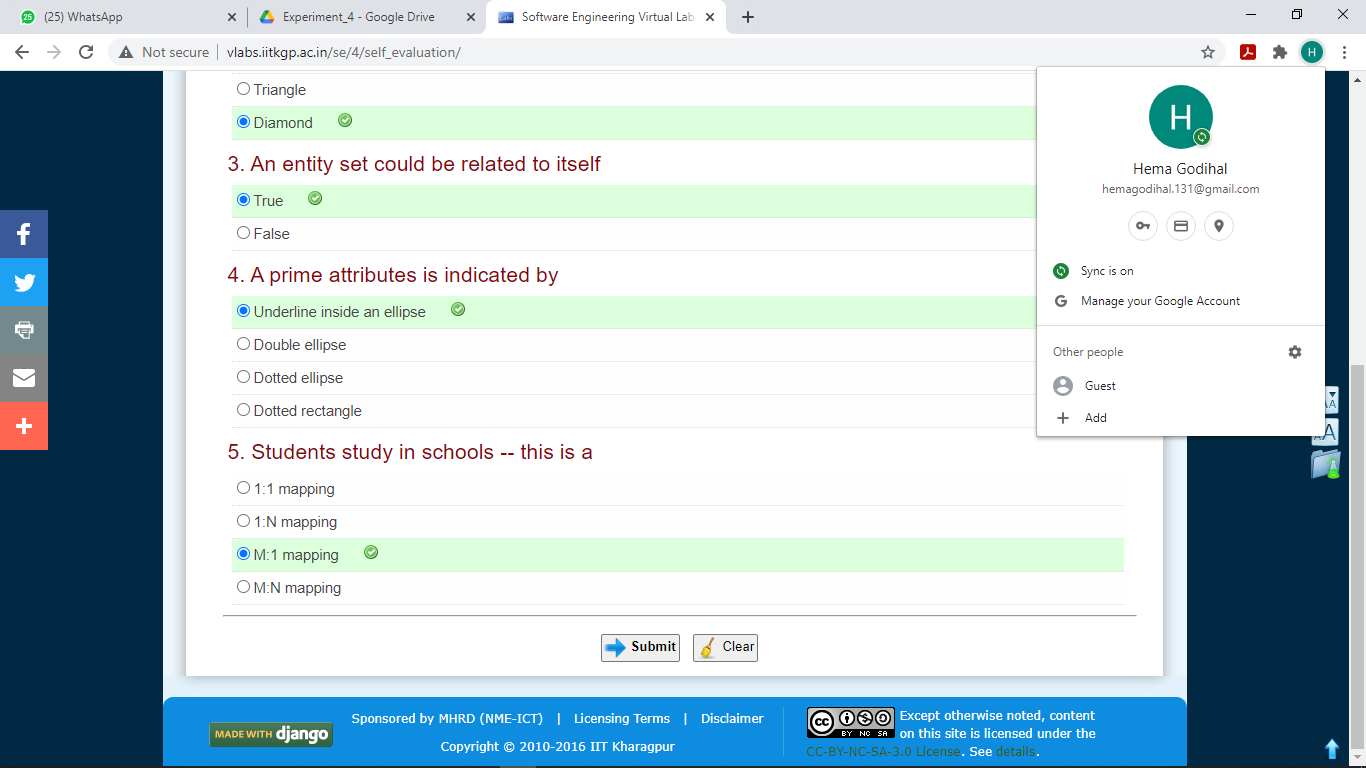 (25) WhatsApp
Experiment_4 - Google Drive
Software Engineering Virtual Lab
Not secure
vlabs.iitkgp.ac.in/se/4/self_evaluation/
H
Triangle
Diamond
3. An entity set could be related to itself
True
False
4. A prime attributes is indicated by
Underline inside an ellipse
Double ellipse
Dotted ellipse
Dotted rectangle
5. Students study in schools -- this is a
1:1 mapping
1:N mapping
M:1 mapping
M:N mapping
Submit
Clear
H
Hema Godihal
hemagodihal.131@gmail.com
Sync is on
G Manage your Google Account
Other people
Guest
Add
AA
AA
MADE WITH django
Sponsored by MHRD (NME-ICT) | Licensing Terms | Disclaimer
Copyright © 2010-2016 IIT Kharagpur
cc BY NC SA
Except otherwise noted, content
on this site is licensed under the
CC-BY-NC-SA-3.0 License. See details.